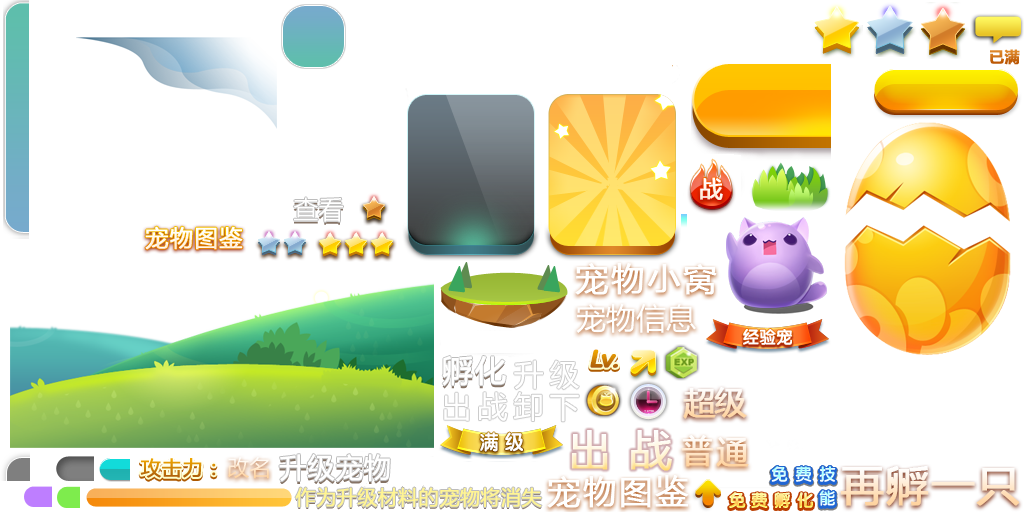 已满
战
查看
宠物图鉴
宠物小窝
宠物信息
经验宠
Lv.
EXP
孵化
升级
出战
卸下
超级
满级
出 战
普通
攻击力：
改名
升级宠物
作为升级材料的宠物将消失
宠物图鉴
免费技能
免费孵化
再孵一只